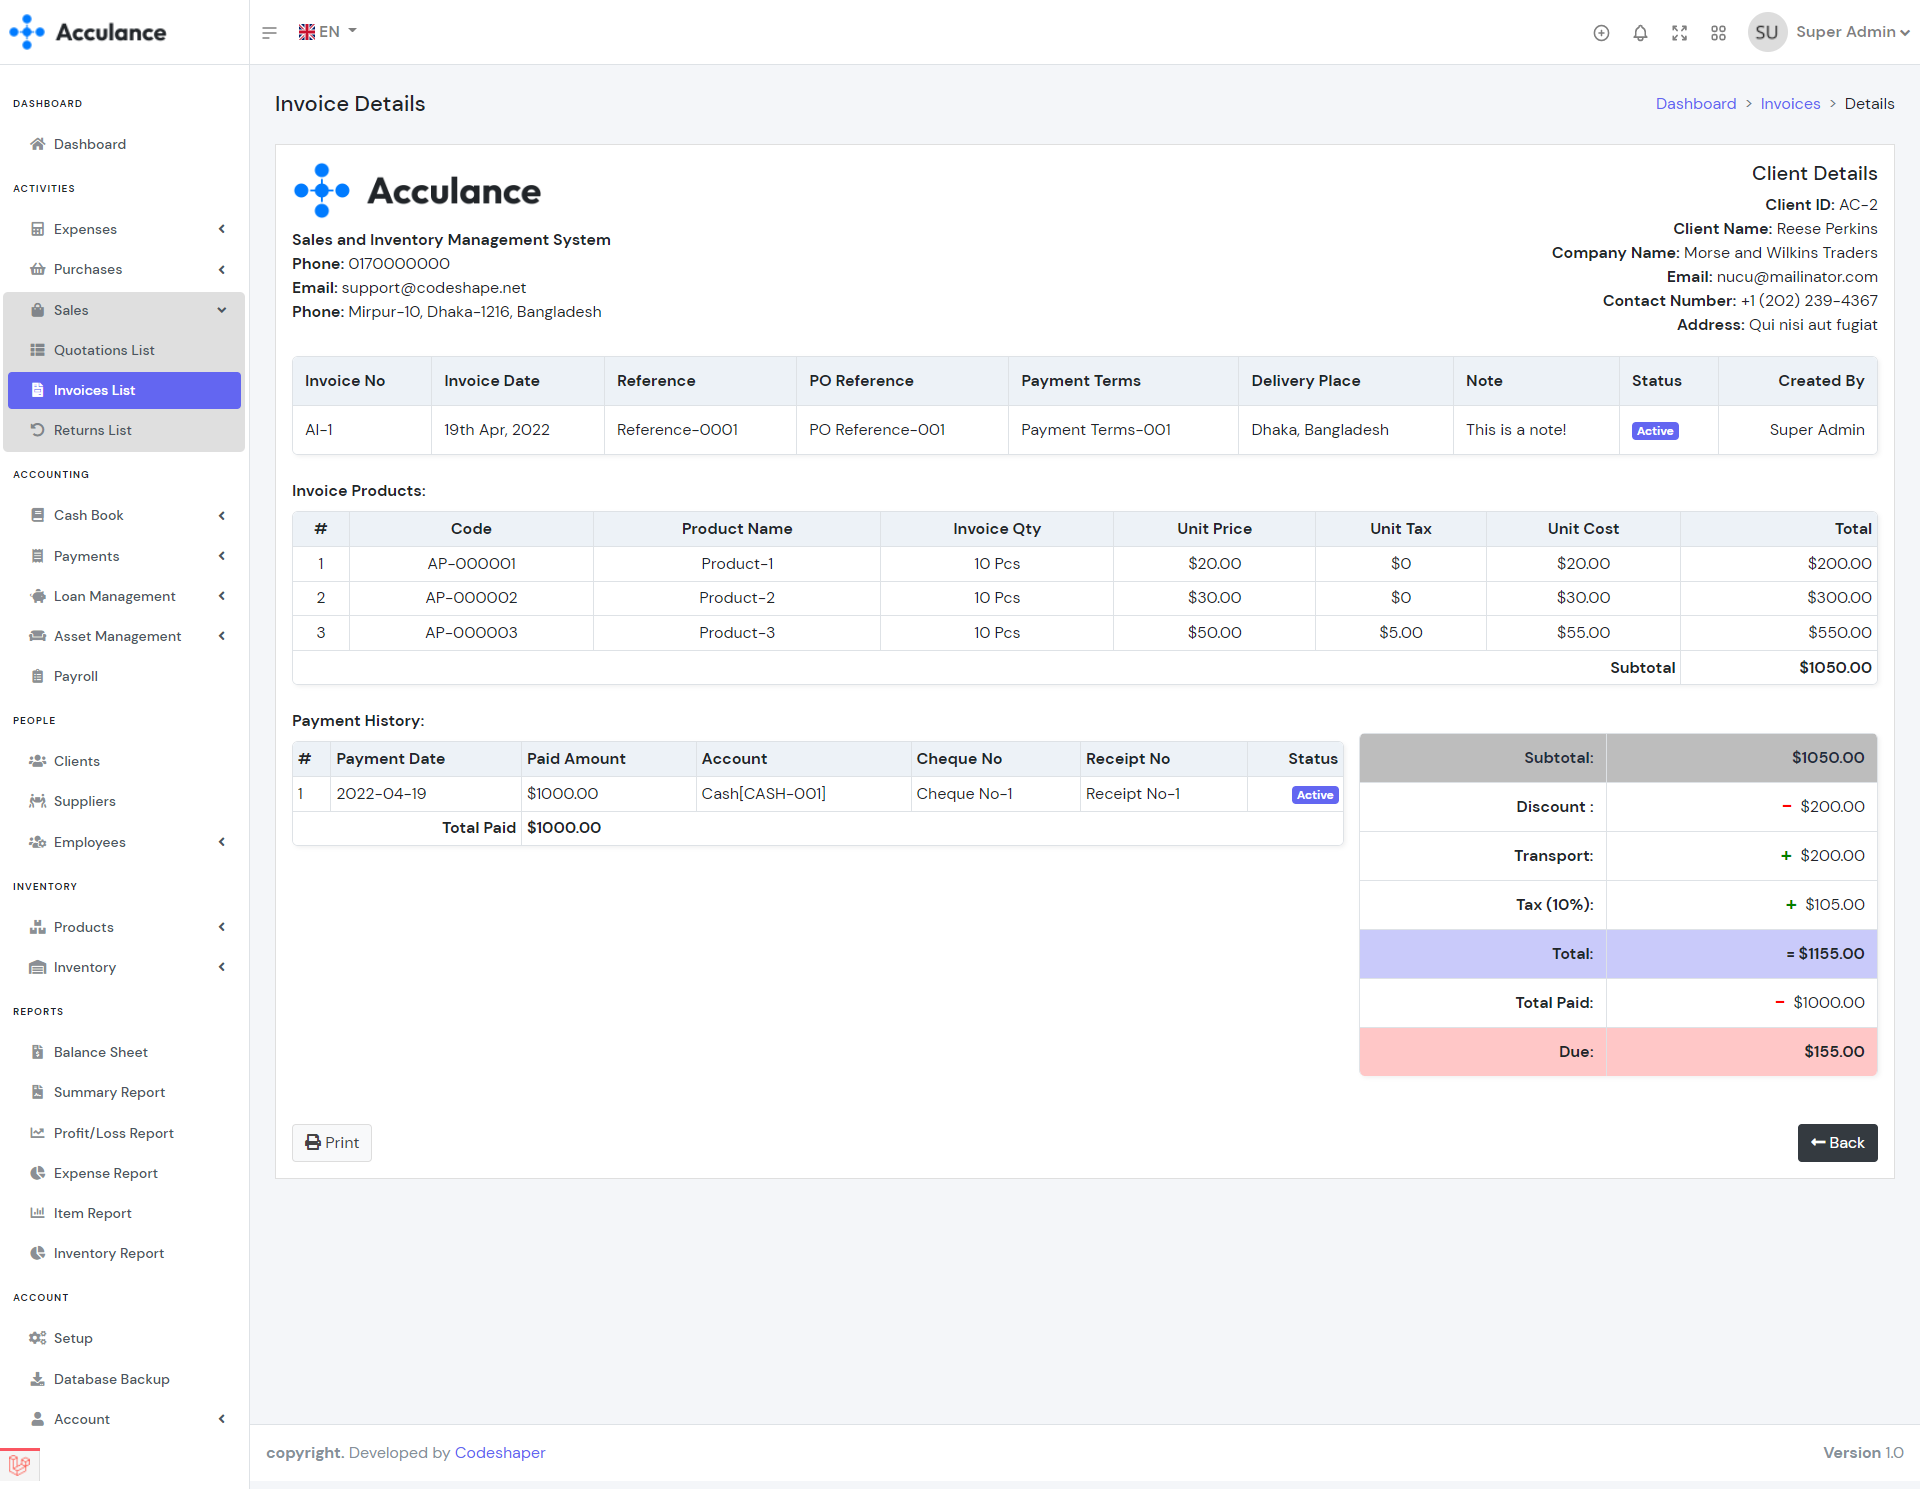 Acculance
EN
SU Super Admin
DASHBOARD
Dashboard
ACTIVITIES
Expenses
Purchases
Sales
Quotations List
Invoices List
Returns List
ACCOUNTING
Cash Book
Payments
Loan Management
Asset Management
Payroll
PEOPLE
Clients
Suppliers
Employees
INVENTORY
Products
Inventory
REPORTS
Balance Sheet
Summary Report
Profit/Loss Report
Expense Report
Item Report
Inventory Report
ACCOUNT
Setup
Database Backup
Account
Invoice Details
Dashboard > Invoices > Details
Acculance
Sales and Inventory Management System
Phone: 0170000000
Email: support@codeshape.net
Phone: Mirpur-10, Dhaka-1216, Bangladesh
Client Details
Client ID: AC-2
Client Name: Reese Perkins
Company Name: Morse and Wilkins Traders
Email: nucu@mailinator.com
Contact Number: +1 (202) 239-4367
Address: Qui nisi aut fugiat
Invoice No Invoice Date Reference PO Reference Payment Terms Delivery Place Note Status Created By
AI-1 19th Apr, 2022 Reference-0001 PO Reference-001 Payment Terms-001 Dhaka, Bangladesh This is a note! Active Super Admin
Invoice Products:
# Code Product Name Invoice Qty Unit Price Unit Tax Unit Cost Total
1 AP-000001 Product-1 10 Pcs $20.00 $0 $20.00 $200.00
2 AP-000002 Product-2 10 Pcs $30.00 $0 $30.00 $300.00
3 AP-000003 Product-3 10 Pcs $50.00 $5.00 $55.00 $550.00
Subtotal $1050.00
Payment History:
# Payment Date Paid Amount Account Cheque No Receipt No Status
1 2022-04-19 $1000.00 Cash[CASH-001] Cheque No-1 Receipt No-1 Active
Total Paid $1000.00
Subtotal: $1050.00
Discount : - $200.00
Transport: + $200.00
Tax (10%): + $105.00
Total: = $1155.00
Total Paid: - $1000.00
Due: $155.00
Print
Back
copyright. Developed by Codeshaper
Version 1.0